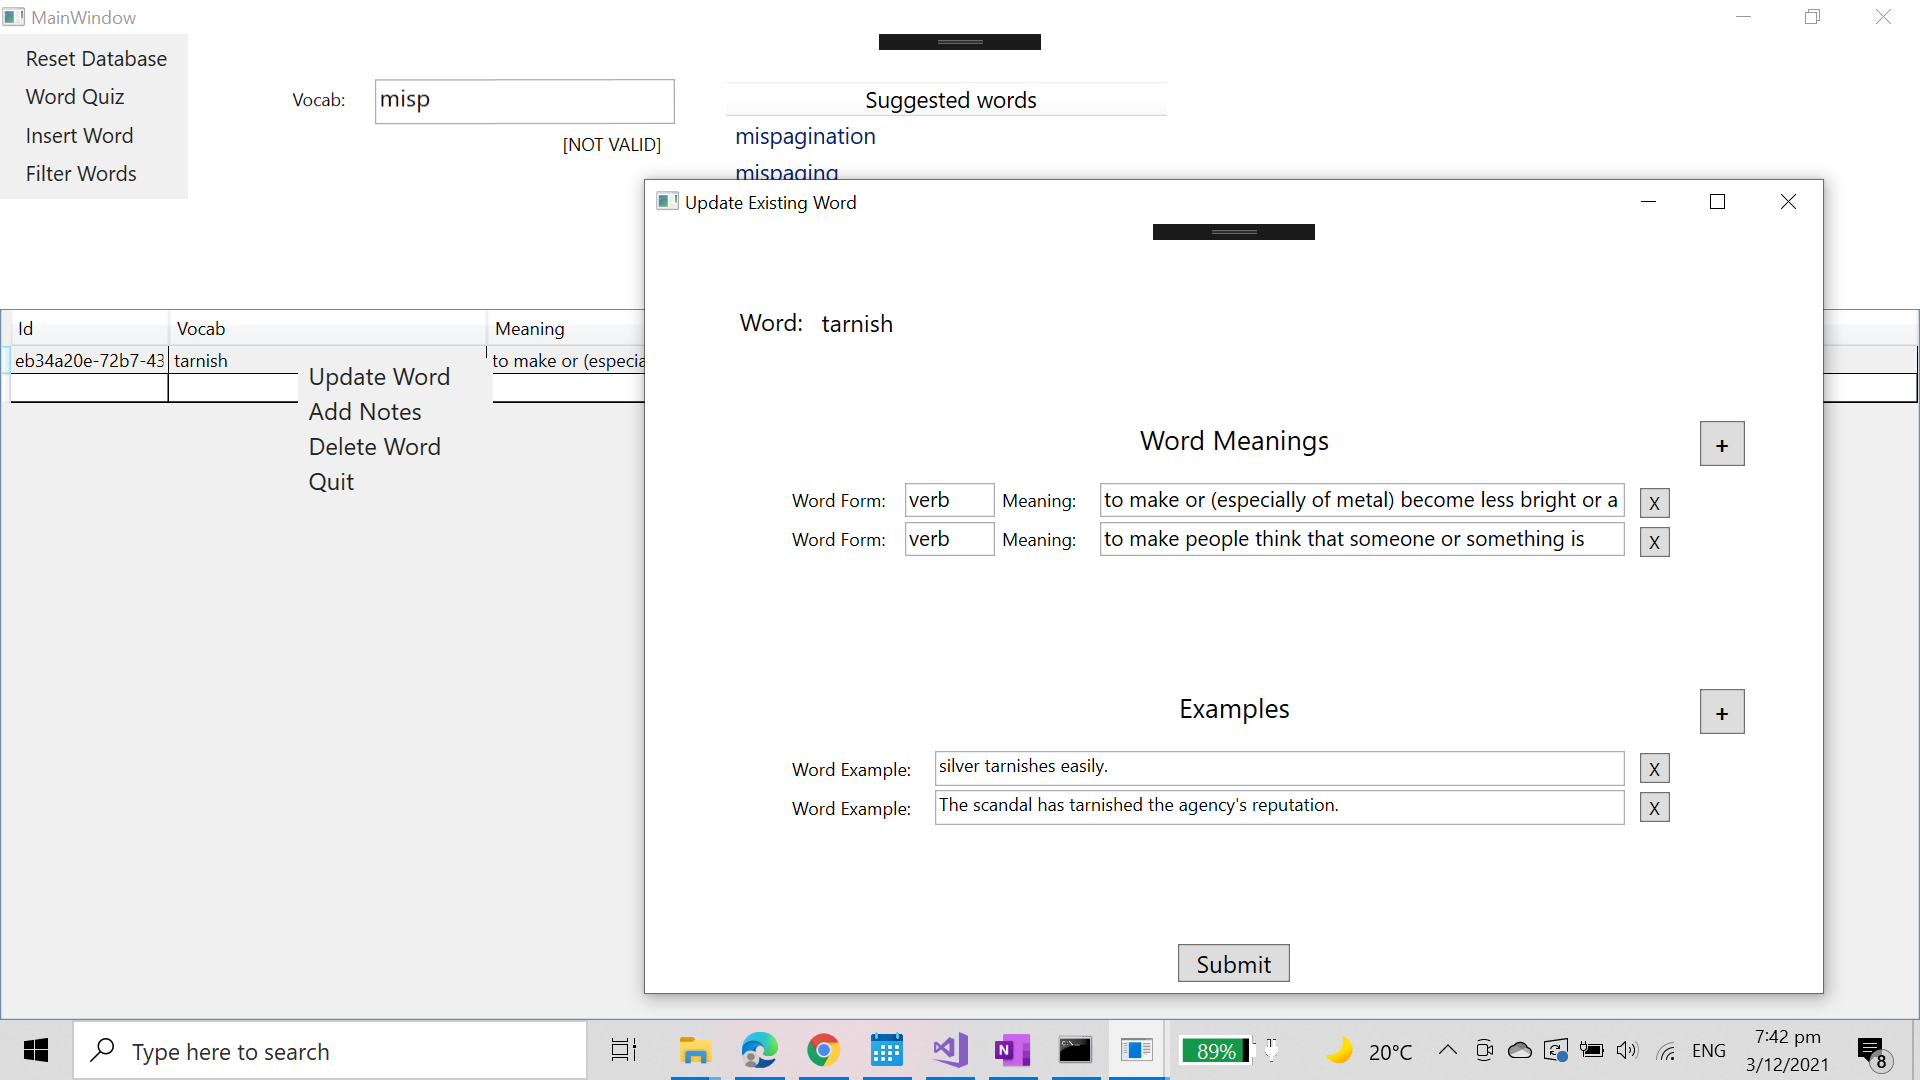 MainWindow
Reset Database
Word Quiz
Insert Word
Filter Words
Vocab: misp
[NOT VALID]
Suggested words
mispagination
mispaging
Id Vocab Meaning
eb34a20e-72b7-43 tarnish to make or (especia
Update Word
Add Notes
Delete Word
Quit
Update Existing Word
Word: tarnish
Word Meanings +
Word Form: verb Meaning: to make or (especially of metal) become less bright or a X
Word Form: verb Meaning: to make people think that someone or something is X
Examples +
Word Example: silver tarnishes easily. X
Word Example: The scandal has tarnished the agency's reputation. X
Submit
Type here to search
89%
20°C
ENG
7:42 pm
3/12/2021
8